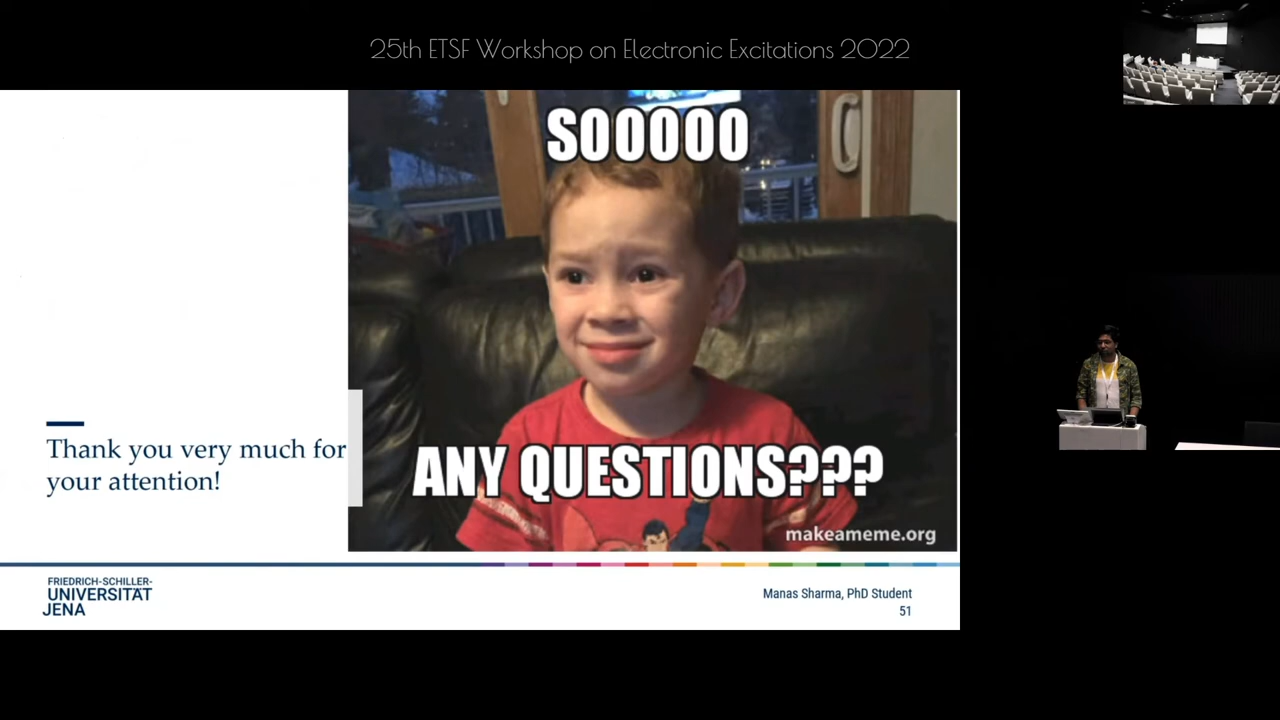 25th ETSF Workshop on Electronic Excitations 2022
SOOOOO
ANY QUESTIONS???
makeameme.org
Thank you very much for
your attention!
FRIEDRICH-SCHILLER-
UNIVERSITÄT
JENA
Manas Sharma, PhD Student
51